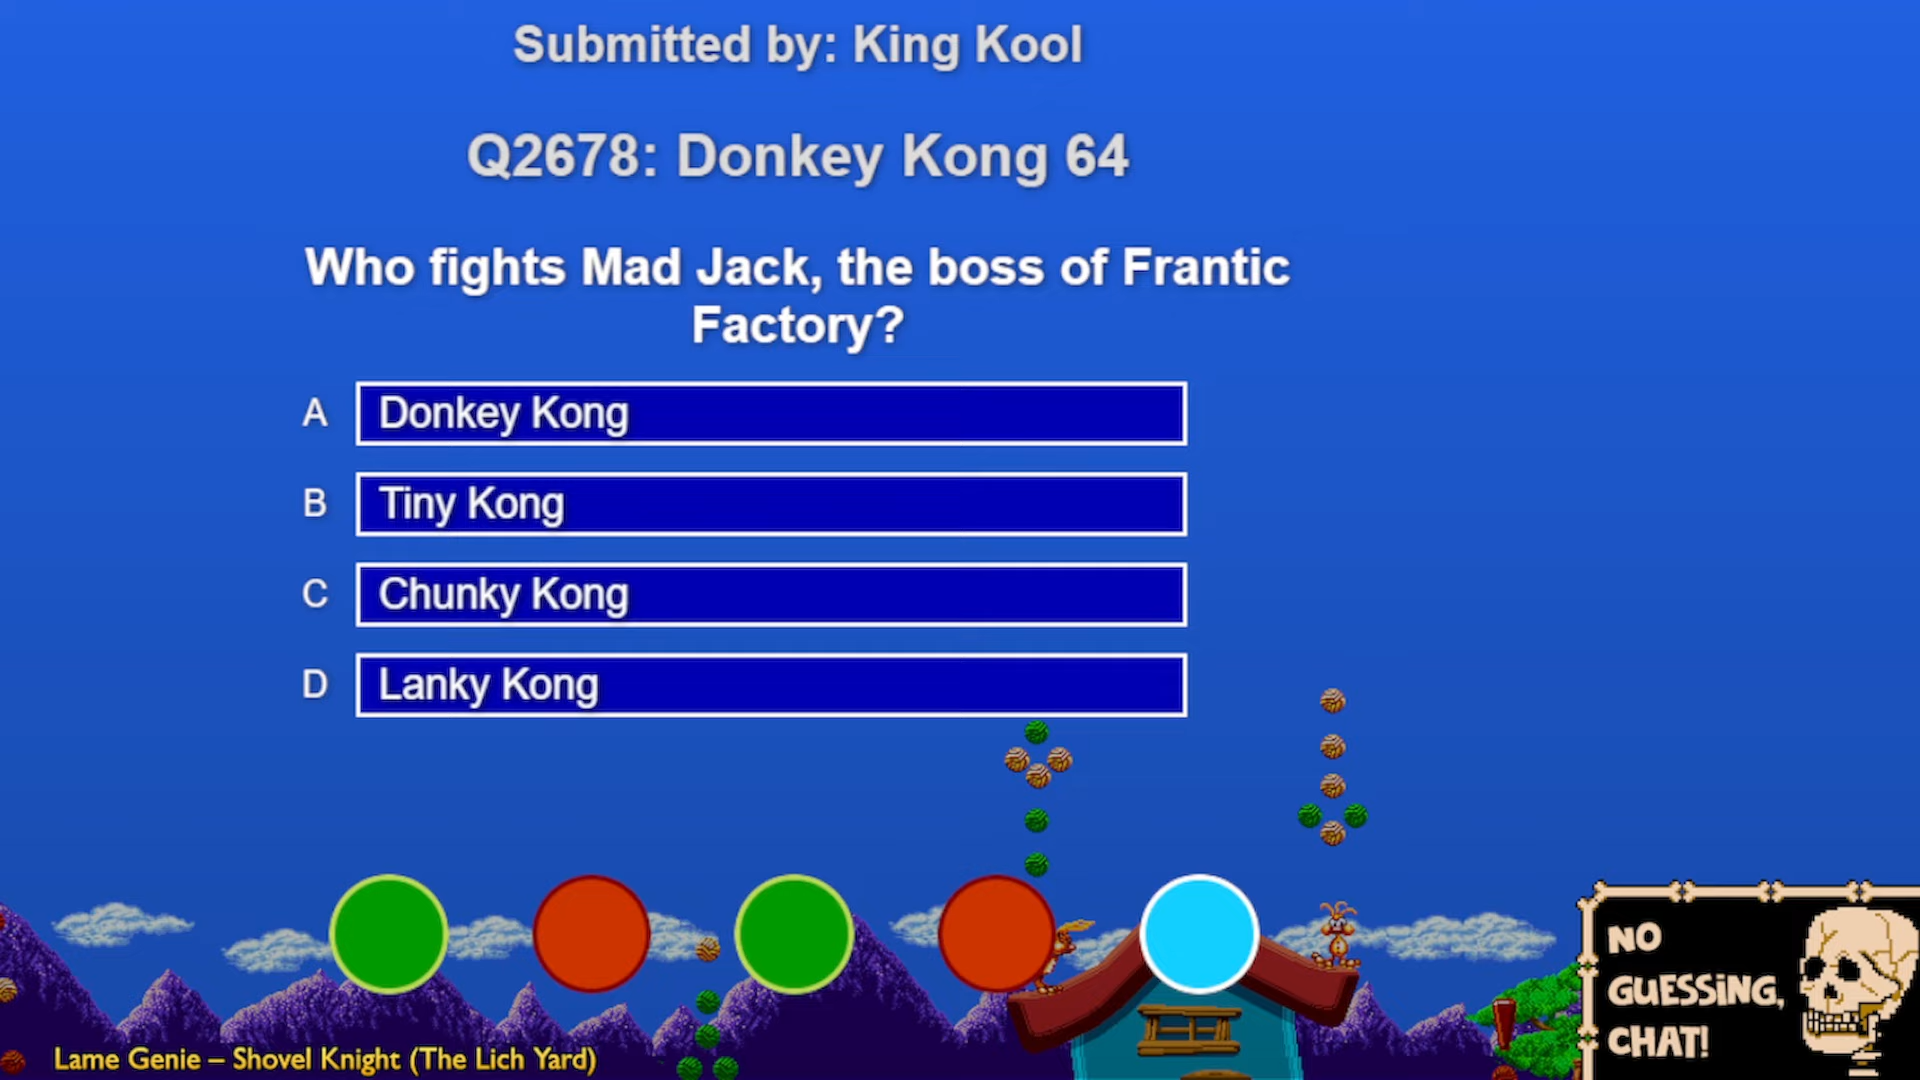 Submitted by: King Kool
Q2678: Donkey Kong 64
Who fights Mad Jack, the boss of Frantic
Factory?
A Donkey Kong
B Tiny Kong
C Chunky Kong
D Lanky Kong
NO
GUESSING,
CHAT!
Lame Genie – Shovel Knight (The Lich Yard)